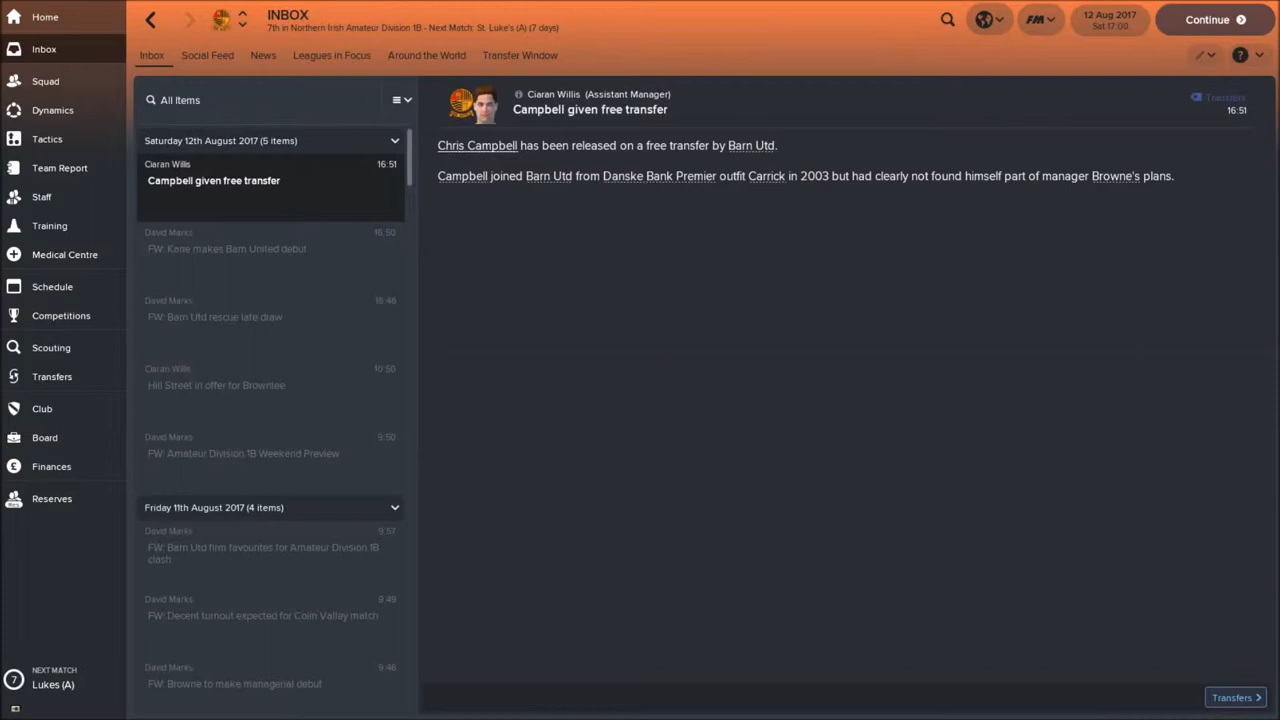 Home
Inbox
Squad
Dynamics
Tactics
Team Report
Staff
Training
Medical Centre
Schedule
Competitions
Scouting
Transfers
Club
Board
Finances
Reserves
NEXT MATCH
7
Lukes (A)
INBOX
7th in Northern Irish Amateur Division 1B - Next Match: St. Luke's (A) (7 days)
FM
12 Aug 2017
Sat 17:00
Continue
Inbox
Social Feed
News
Leagues in Focus
Around the World
Transfer Window
?
All Items
Saturday 12th August 2017 (5 items)
Ciaran Willis 16:51
Campbell given free transfer
David Marks 16:50
FW: Kane makes Barn United debut
David Marks 16:46
FW: Barn Utd rescue late draw
Ciaran Willis 10:50
Hill Street in offer for Brownlee
David Marks 9:50
FW: Amateur Division 1B Weekend Preview
Friday 11th August 2017 (4 items)
David Marks 9:57
FW: Barn Utd firm favourites for Amateur Division 1B
clash
David Marks 9:49
FW: Decent turnout expected for Colin Valley match
David Marks 9:46
FW: Browne to make managerial debut
Ciaran Willis (Assistant Manager)
Campbell given free transfer
Transfers
16:51
Chris Campbell has been released on a free transfer by Barn Utd.
Campbell joined Barn Utd from Danske Bank Premier outfit Carrick in 2003 but had clearly not found himself part of manager Browne's plans.
Transfers